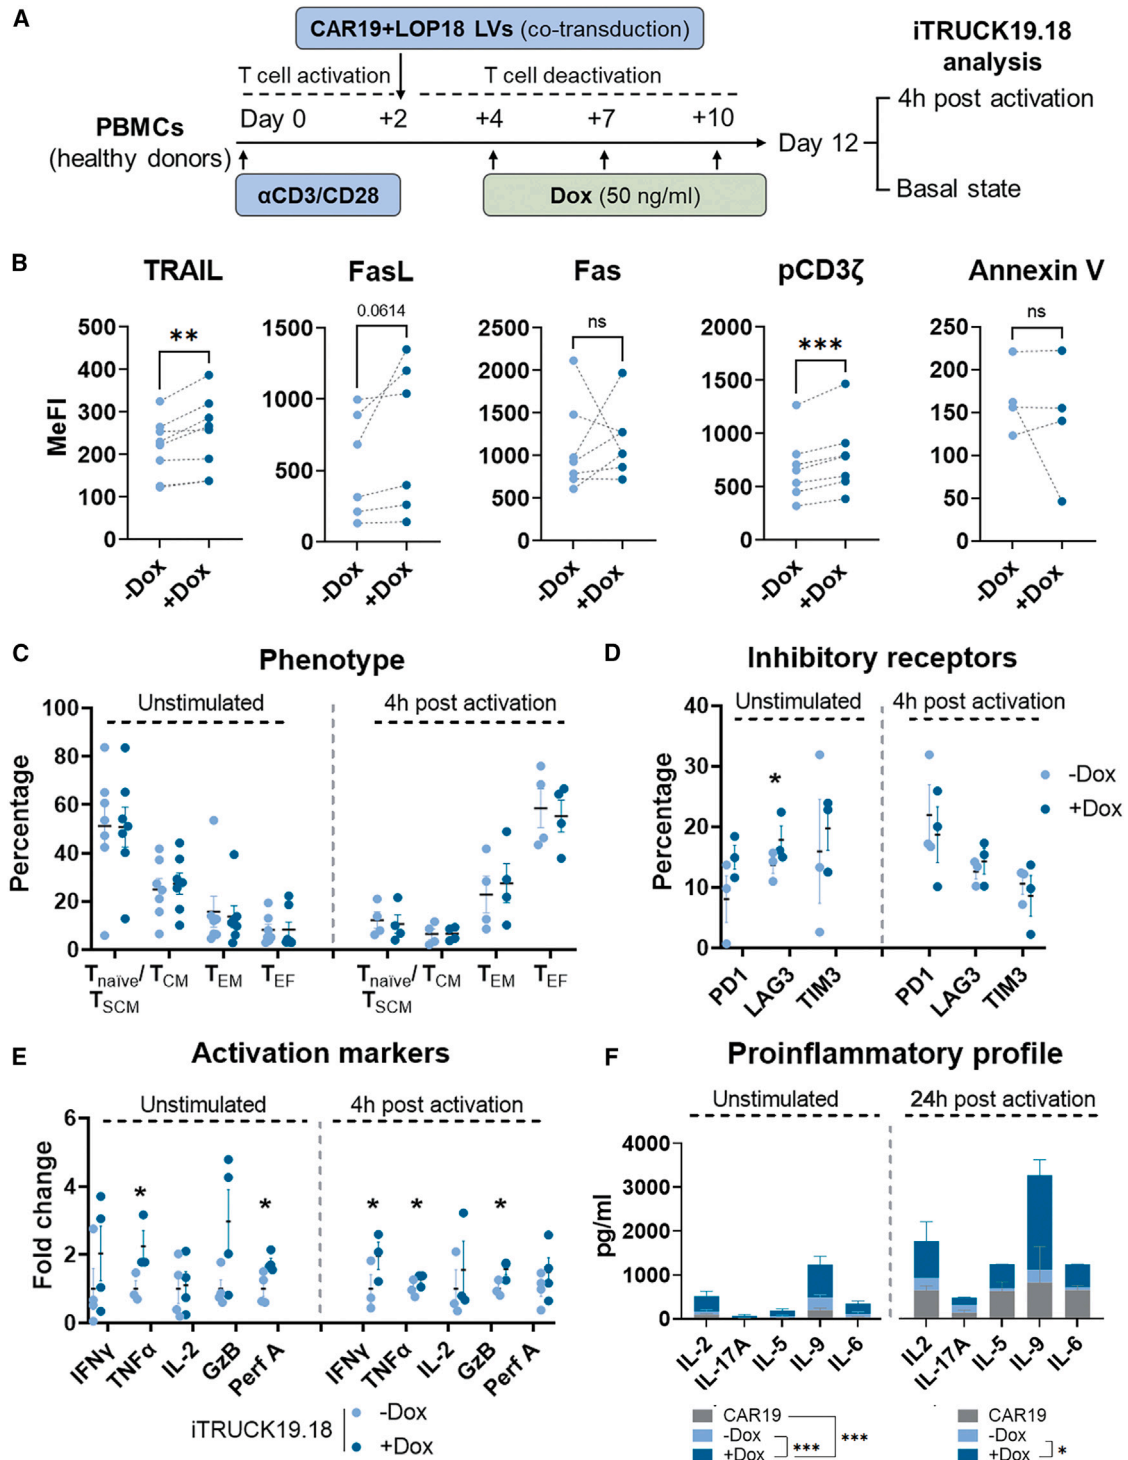 A
CAR19+LOP18 LVs (co-transduction)
iTRUCK19.18
analysis
T cell activation
T cell deactivation
4h post activation
PBMCs
(healthy donors)
Day 0
+2
+4
+7
+10
Day 12
αCD3/CD28
Dox (50 ng/ml)
Basal state
B
TRAIL
FasL
Fas
pCD3ζ
Annexin V
MeFI
500
400
300
200
100
0
**
-Dox
+Dox
1500
1000
500
0
0.0614
-Dox
+Dox
2500
2000
1500
1000
500
0
ns
-Dox
+Dox
2000
1500
1000
500
0
***
-Dox
+Dox
250
200
150
100
50
0
ns
-Dox
+Dox
C
Phenotype
Unstimulated
4h post activation
Percentage
100
80
60
40
20
0
Tnaïve/
TSCM
TCM
TEM
TEF
Tnaïve/
TSCM
TCM
TEM
TEF
D
Inhibitory receptors
Unstimulated
4h post activation
Percentage
40
30
20
10
0
*
PD1
LAG3
TIM3
PD1
LAG3
TIM3
-Dox
+Dox
E
Activation markers
Unstimulated
4h post activation
Fold change
6
4
2
0
*
*
*
*
*
IFNγ
TNFα
IL-2
GzB
Perf A
IFNγ
TNFα
IL-2
GzB
Perf A
iTRUCK19.18
-Dox
+Dox
F
Proinflammatory profile
Unstimulated
24h post activation
pg/ml
4000
3000
2000
1000
0
IL-2
IL-17A
IL-5
IL-9
IL-6
IL2
IL-17A
IL-5
IL-9
IL-6
CAR19
-Dox
+Dox
***
***
CAR19
-Dox
+Dox
*